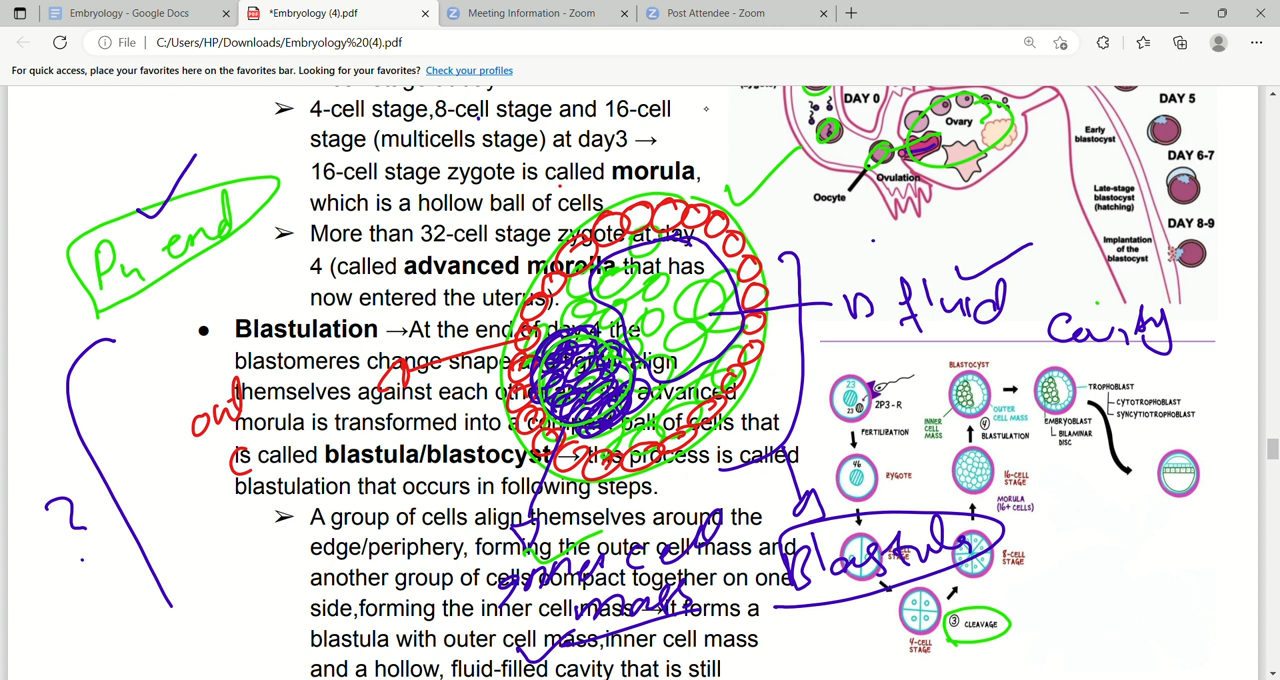 Embryology - Google Docs
*Embryology (4).pdf
Meeting Information - Zoom
Post Attendee - Zoom
File
C:/Users/HP/Downloads/Embryology%20(4).pdf
For quick access, place your favorites here on the favorites bar. Looking for your favorites? Check your profiles
➢ 4-cell stage,8-cell stage and 16-cell
stage (multicells stage) at day3 →
16-cell stage zygote is called morula,
which is a hollow ball of cells
➢ More than 32-cell stage zygote at day
4 (called advanced morella that has
now entered the uterus).
● Blastulation →At the end of day 4 the
blastomeres change shape and align
themselves against each other advanced
morula is transformed into a ball of cells that
is called blastula/blastocyst → this process is called
blastulation that occurs in following steps.
➢ A group of cells align themselves around the
edge/periphery, forming the outer cell mass and
another group of cells compact together on one
side,forming the inner cell mass → It forms a
blastula with outer cell mass,inner cell mass
and a hollow, fluid-filled cavity that is still
end
?
out
C
inner cell
mass
fluid
cavity
Blastula
DAY 0
Ovary
Ovulation
Oocyte
DAY 5
Early
blastocyst
DAY 6-7
Late-stage
blastocyst
(hatching)
DAY 8-9
Implantation
of the
blastocyst
23
23
ZP3-R
FERTILIZATION
46
ZYGOTE
STAGE
4-CELL
STAGE
③ CLEAVAGE
8-CELL
STAGE
MORULA
(16+ CELLS)
16-CELL
STAGE
④
BLASTULATION
BLASTOCYST
INNER
CELL
MASS
OUTER
CELL MASS
TROPHOBLAST
CYTOTROPHOBLAST
SYNCYTIOTROPHOBLAST
EMBRYOBLAST
BILAMINAR
DISC